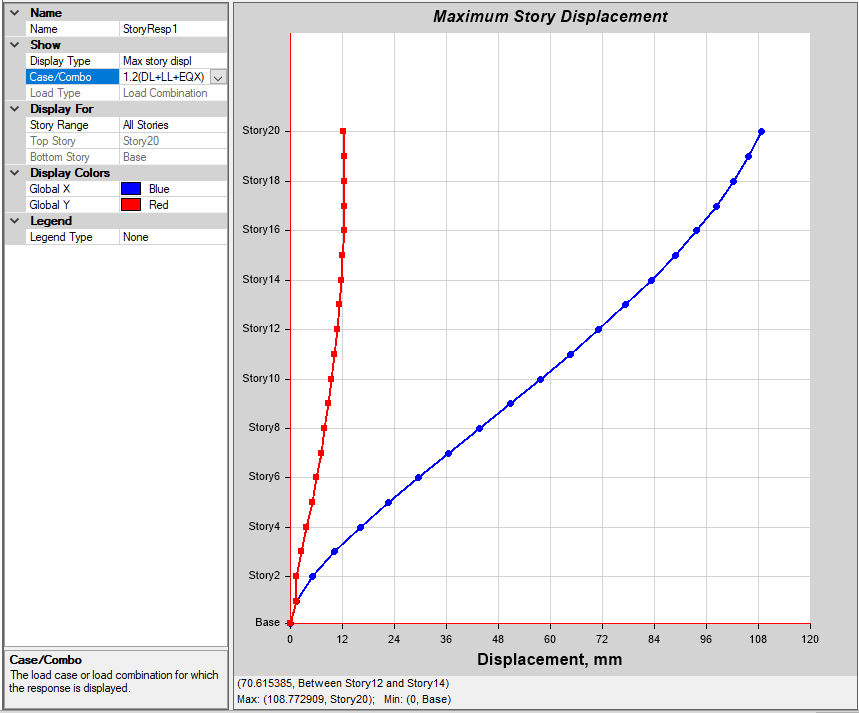 Name
Name StoryResp1
Show
Display Type Max story displ
Case/Combo 1.2(DL+LL+EQX)
Load Type Load Combination
Display For
Story Range All Stories
Top Story Story20
Bottom Story Base
Display Colors
Global X Blue
Global Y Red
Legend
Legend Type None
Case/Combo
The load case or load combination for which
the response is displayed.
Maximum Story Displacement
Story20
Story18
Story16
Story14
Story12
Story10
Story8
Story6
Story4
Story2
Base
0 12 24 36 48 60 72 84 96 108 120
Displacement, mm
(70.615385, Between Story12 and Story14)
Max: (108.772909, Story20); Min: (0, Base)